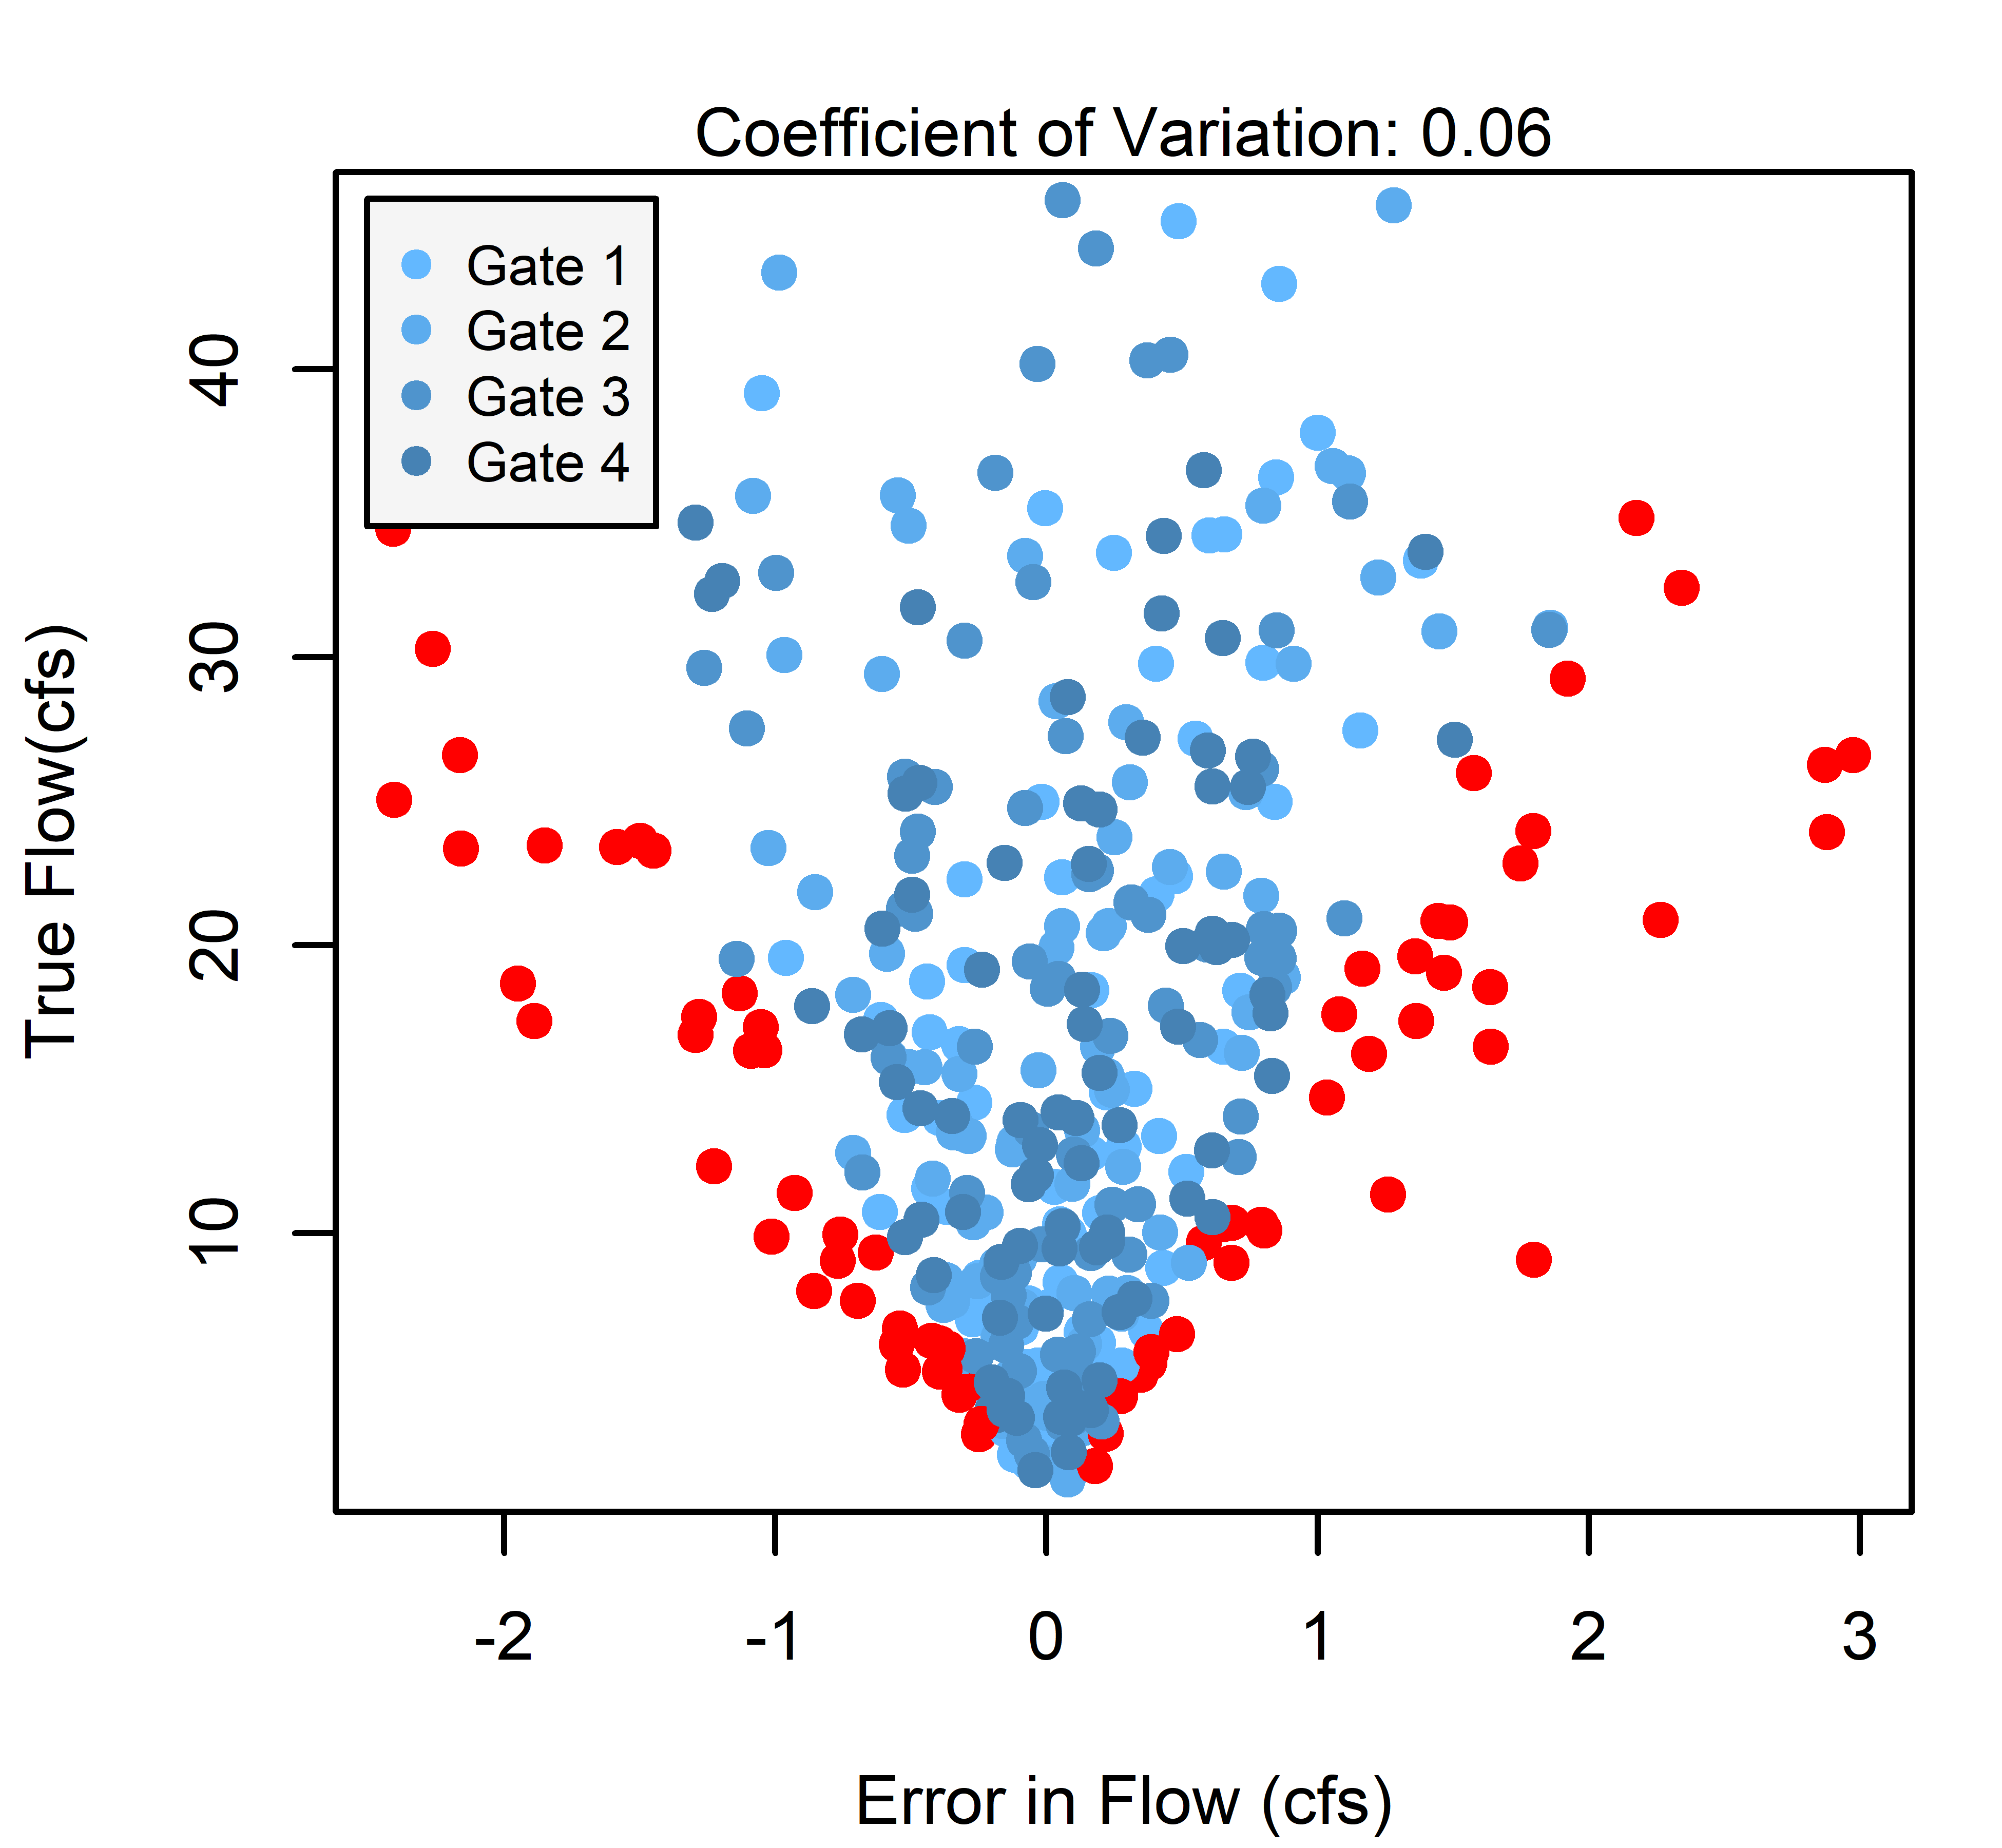 Coefficient of Variation: 0.06
Gate 1
Gate 2
Gate 3
Gate 4
True Flow(cfs)
40
30
20
10
-2 -1 0 1 2 3
Error in Flow (cfs)